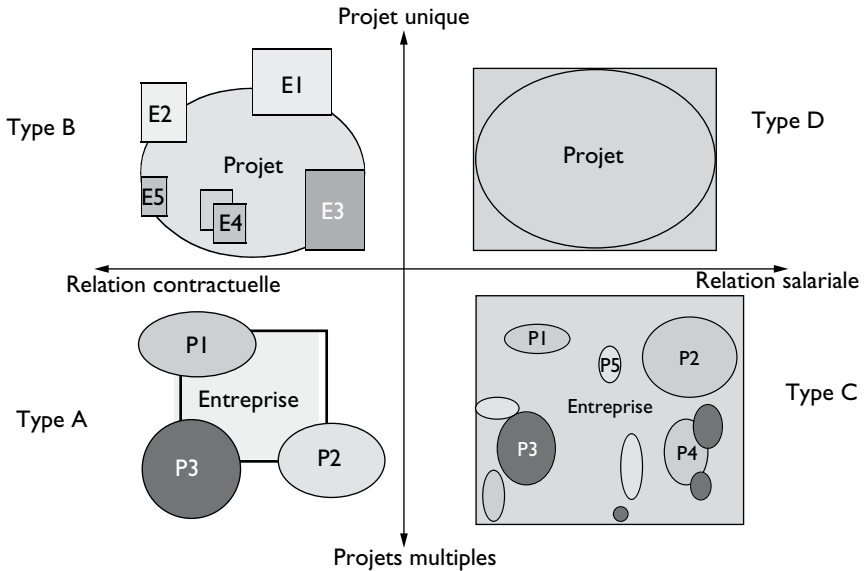 Projet unique
E1
E2
Type B
Type D
Projet
Projet
E5
E4
E3
Relation contractuelle
Relation salariale
P1
P1
P5
P2
Entreprise
Entreprise
Type A
Type C
P3
P2
P3
P4
Projets multiples